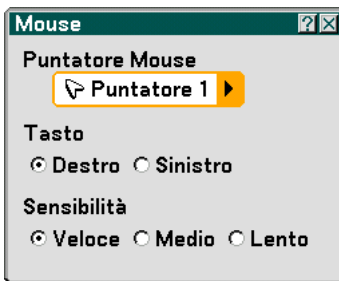 Mouse
Puntatore Mouse
Puntatore 1
Tasto
Destro Sinistro
Sensibilità
Veloce Medio Lento